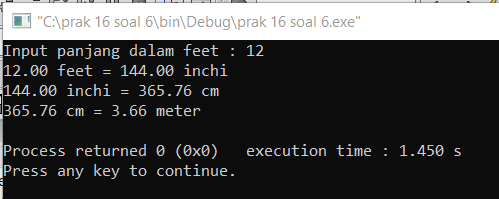 "C:\prak 16 soal 6\bin\Debug\prak 16 soal 6.exe"
Input panjang dalam feet : 12
12.00 feet = 144.00 inchi
144.00 inchi = 365.76 cm
365.76 cm = 3.66 meter
Process returned 0 (0x0)   execution time : 1.450 s
Press any key to continue.